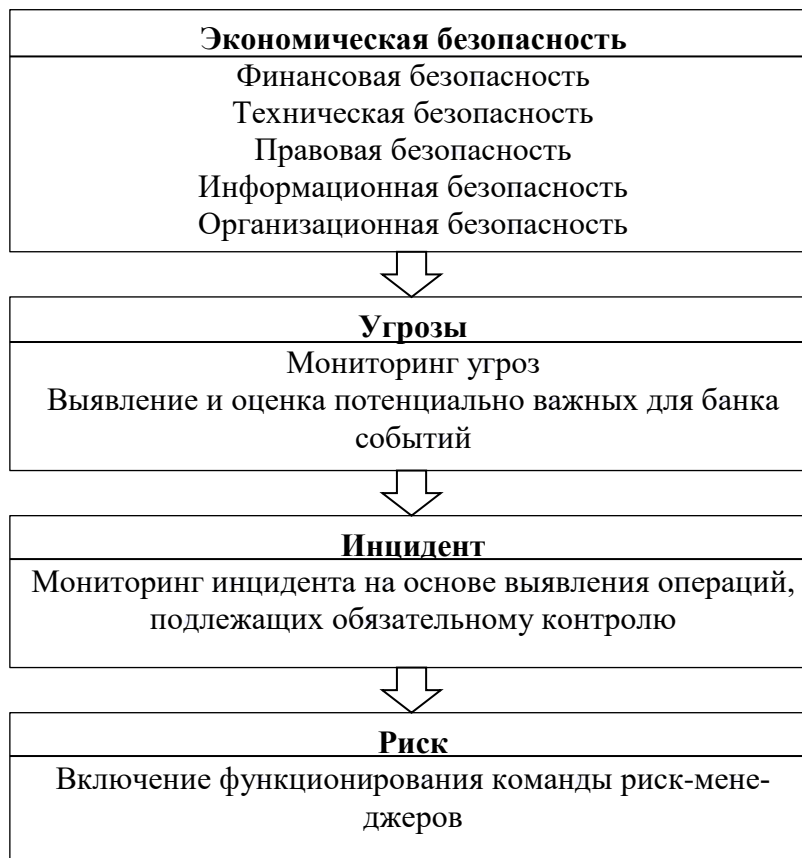 Экономическая безопасность
Финансовая безопасность
Техническая безопасность
Правовая безопасность
Информационная безопасность
Организационная безопасность
Угрозы
Мониторинг угроз
Выявление и оценка потенциально важных для банка
событий
Инцидент
Мониторинг инцидента на основе выявления операций,
подлежащих обязательному контролю
Риск
Включение функционирования команды риск-мене-
джеров